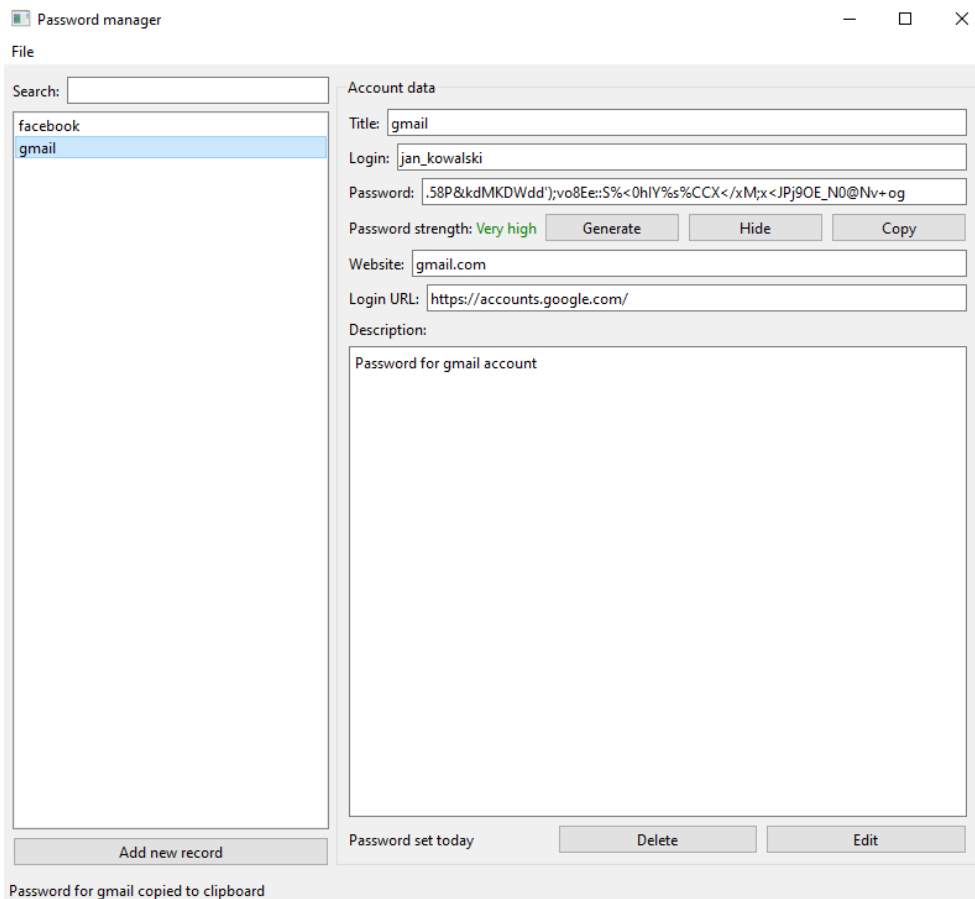 Password manager
File
Search:
facebook
gmail
Add new record
Account data
Title: gmail
Login: jan_kowalski
Password: .58P&kdMKDWdd');vo8Ee::S%<0hIY%s%CCX</xM;x<JPj9OE_N0@Nv+og
Password strength: Very high Generate Hide Copy
Website: gmail.com
Login URL: https://accounts.google.com/
Description:
Password for gmail account
Password set today Delete Edit
Password for gmail copied to clipboard